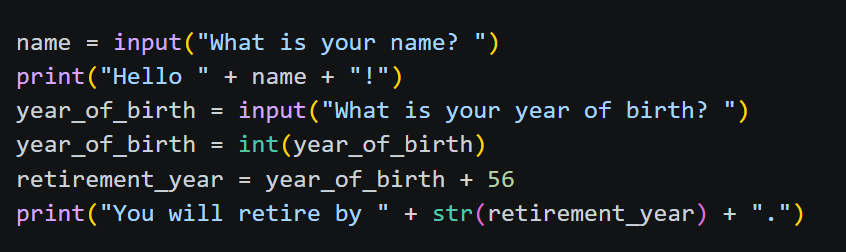 name = input("What is your name? ")
print("Hello " + name + "!")
year_of_birth = input("What is your year of birth? ")
year_of_birth = int(year_of_birth)
retirement_year = year_of_birth + 56
print("You will retire by " + str(retirement_year) + ".")